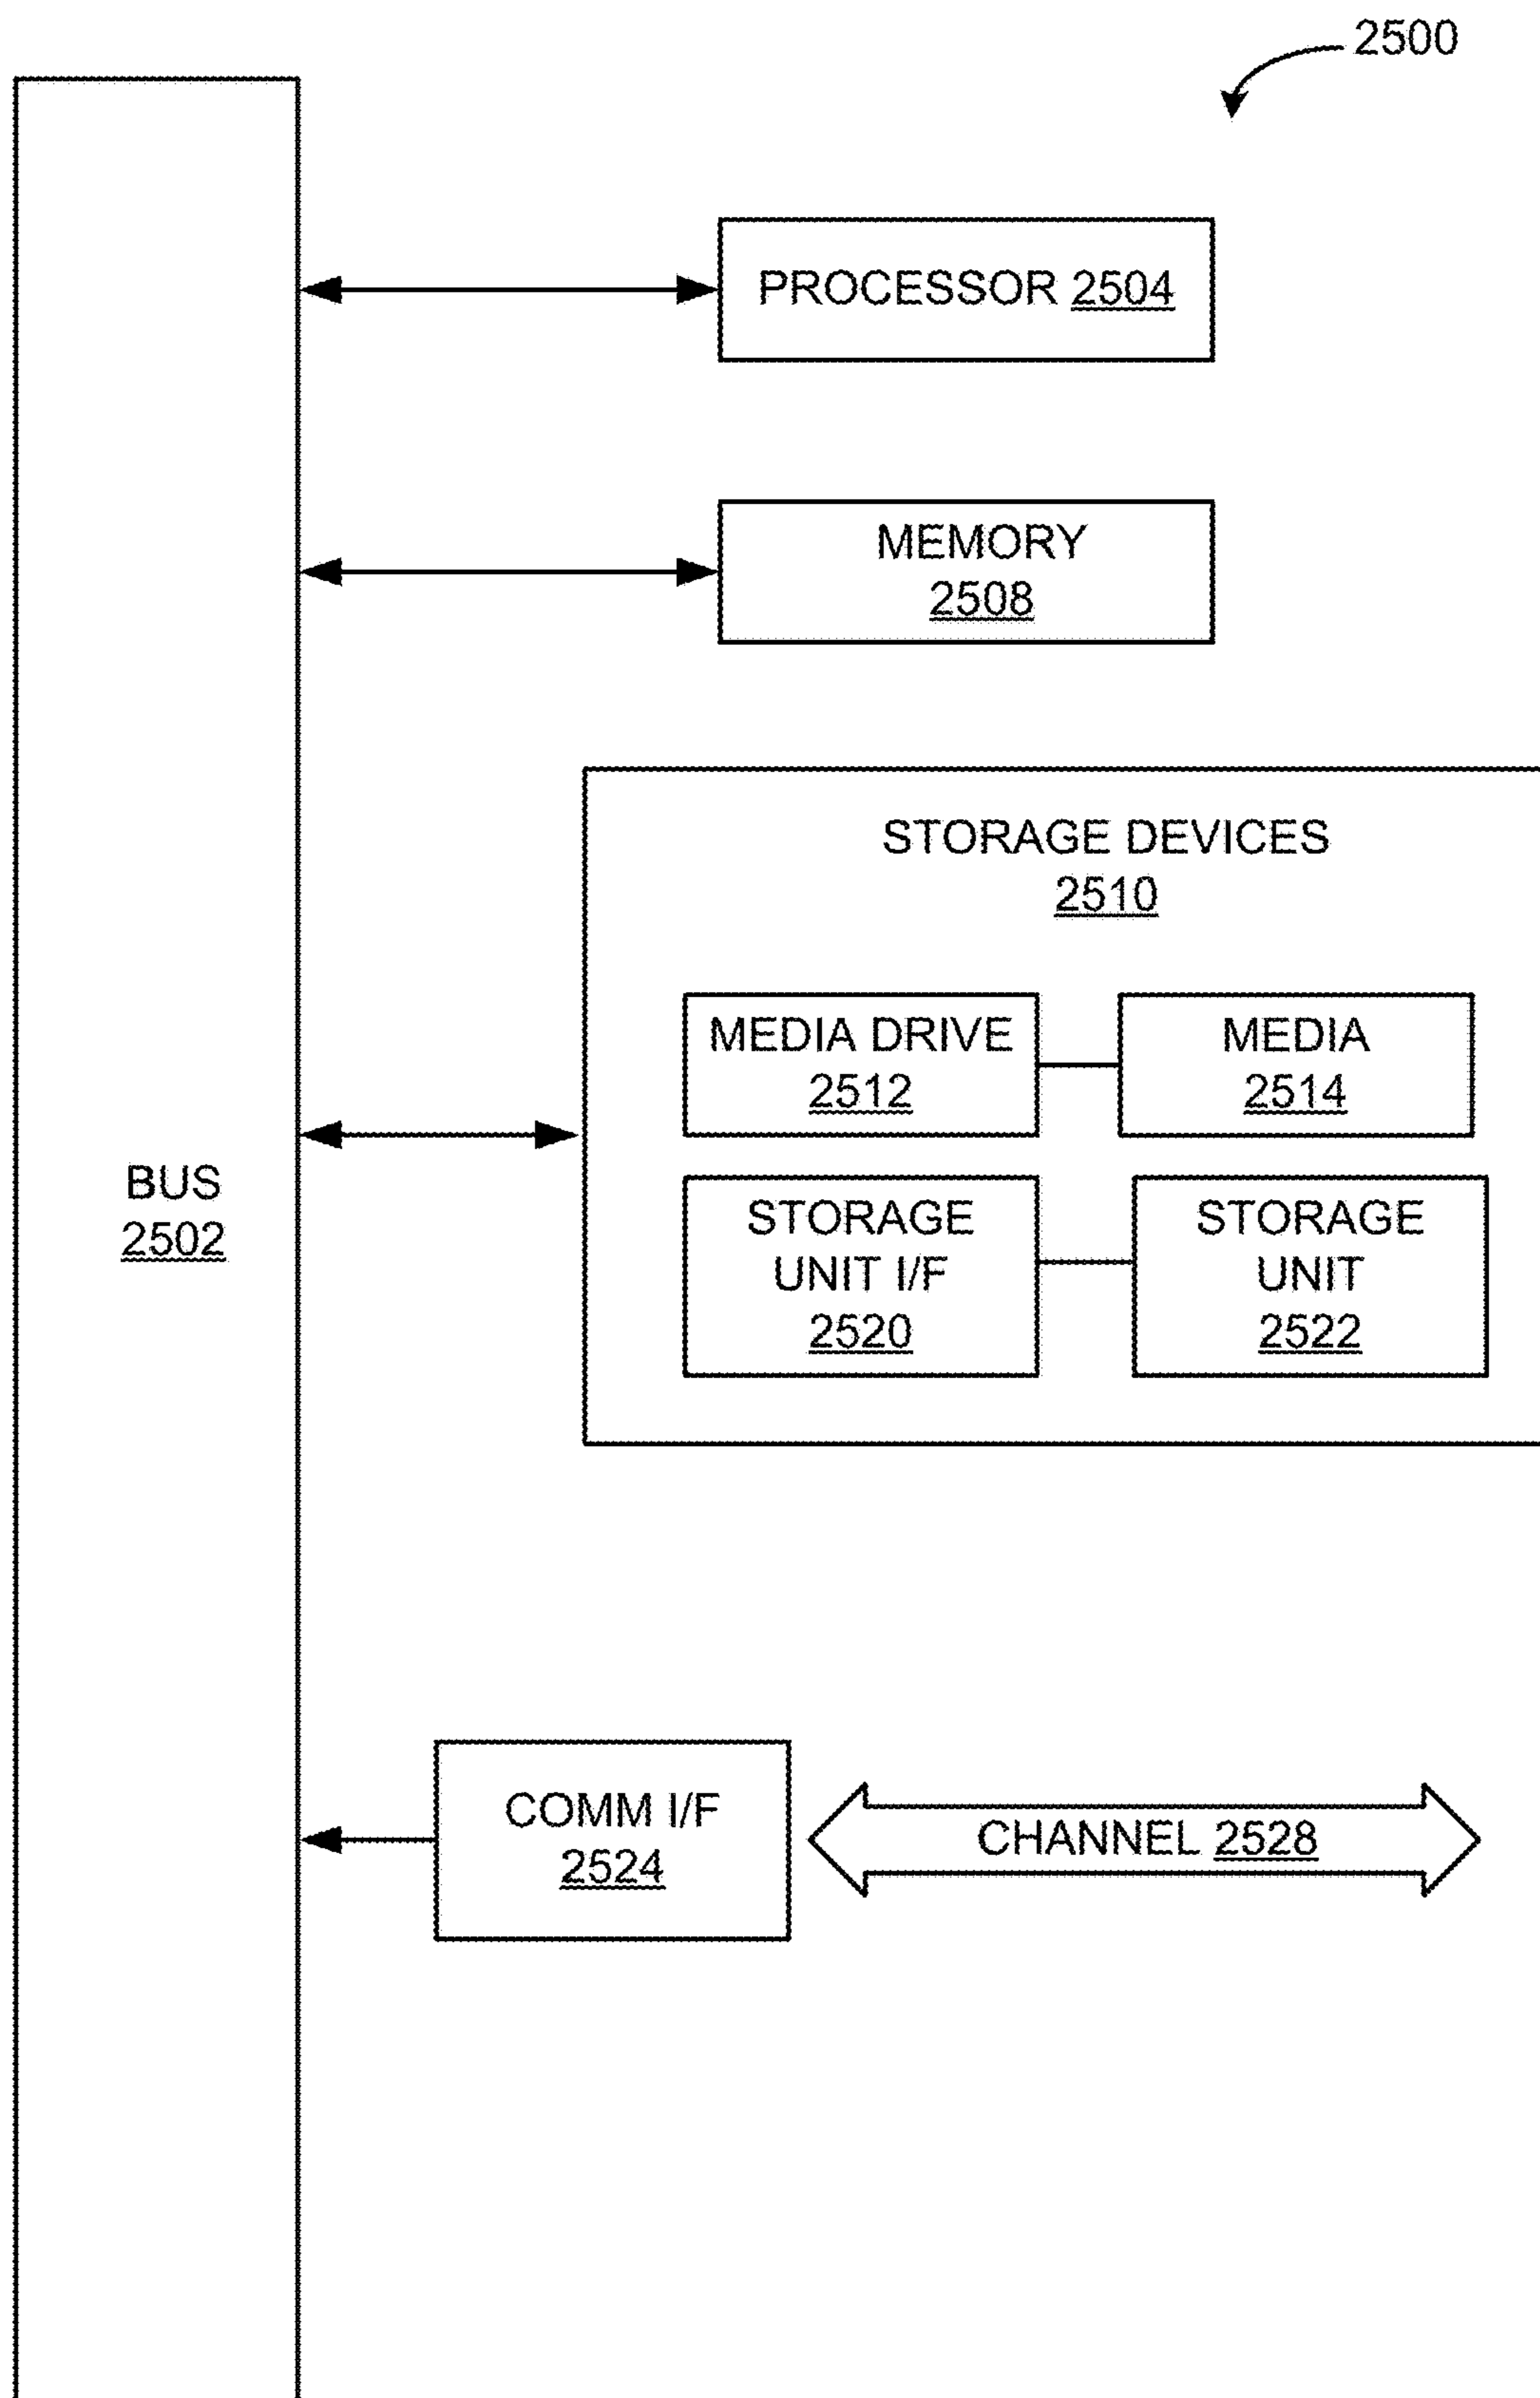 2500
PROCESSOR 2504
MEMORY
2508
STORAGE DEVICES
2510
MEDIA DRIVE
2512
MEDIA
2514
BUS
2502
STORAGE
UNIT I/F
2520
STORAGE
UNIT
2522
COMM I/F
2524
CHANNEL 2528